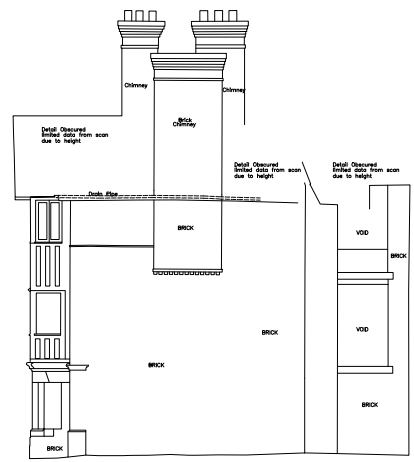 Chimney
Chimney
Brick
Chimney
Detail Obscured
limited data from scan
due to height
Detail Obscured
limited data from scan
due to height
Detail Obscured
limited data from scan
due to height
Drain Pipe
BRICK
VOID
BRICK
BRICK
VOID
BRICK
BRICK
BRICK